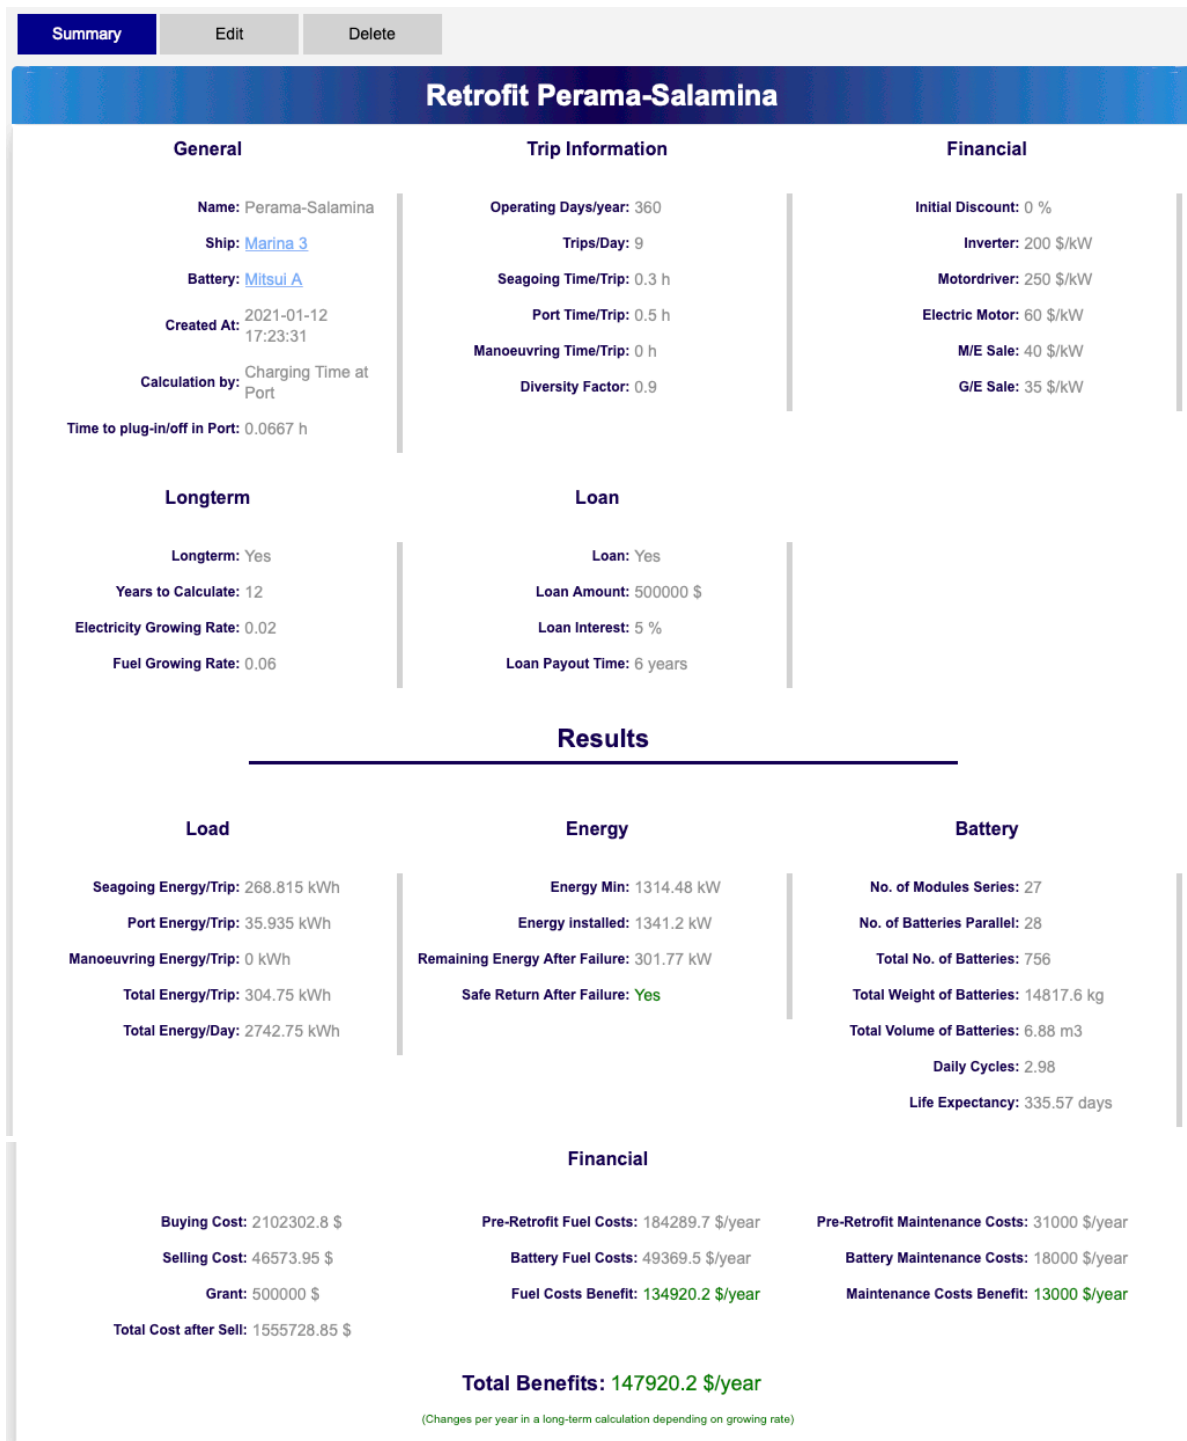 Summary Edit Delete
Retrofit Perama-Salamina
General
Name: Perama-Salamina
Ship: Marina 3
Battery: Mitsui A
Created At: 2021-01-12
17:23:31
Calculation by: Charging Time at
Port
Time to plug-in/off in Port: 0.0667 h
Trip Information
Operating Days/year: 360
Trips/Day: 9
Seagoing Time/Trip: 0.3 h
Port Time/Trip: 0.5 h
Manoeuvring Time/Trip: 0 h
Diversity Factor: 0.9
Financial
Initial Discount: 0 %
Inverter: 200 $/kW
Motordriver: 250 $/kW
Electric Motor: 60 $/kW
M/E Sale: 40 $/kW
G/E Sale: 35 $/kW
Longterm
Longterm: Yes
Years to Calculate: 12
Electricity Growing Rate: 0.02
Fuel Growing Rate: 0.06
Loan
Loan: Yes
Loan Amount: 500000 $
Loan Interest: 5 %
Loan Payout Time: 6 years
Results
Load
Seagoing Energy/Trip: 268.815 kWh
Port Energy/Trip: 35.935 kWh
Manoeuvring Energy/Trip: 0 kWh
Total Energy/Trip: 304.75 kWh
Total Energy/Day: 2742.75 kWh
Energy
Energy Min: 1314.48 kW
Energy installed: 1341.2 kW
Remaining Energy After Failure: 301.77 kW
Safe Return After Failure: Yes
Battery
No. of Modules Series: 27
No. of Batteries Parallel: 28
Total No. of Batteries: 756
Total Weight of Batteries: 14817.6 kg
Total Volume of Batteries: 6.88 m3
Daily Cycles: 2.98
Life Expectancy: 335.57 days
Financial
Buying Cost: 2102302.8 $
Selling Cost: 46573.95 $
Grant: 500000 $
Total Cost after Sell: 1555728.85 $
Pre-Retrofit Fuel Costs: 184289.7 $/year
Battery Fuel Costs: 49369.5 $/year
Fuel Costs Benefit: 134920.2 $/year
Pre-Retrofit Maintenance Costs: 31000 $/year
Battery Maintenance Costs: 18000 $/year
Maintenance Costs Benefit: 13000 $/year
Total Benefits: 147920.2 $/year
(Changes per year in a long-term calculation depending on growing rate)